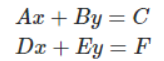 Ax + By = C
Dx + Ey = F